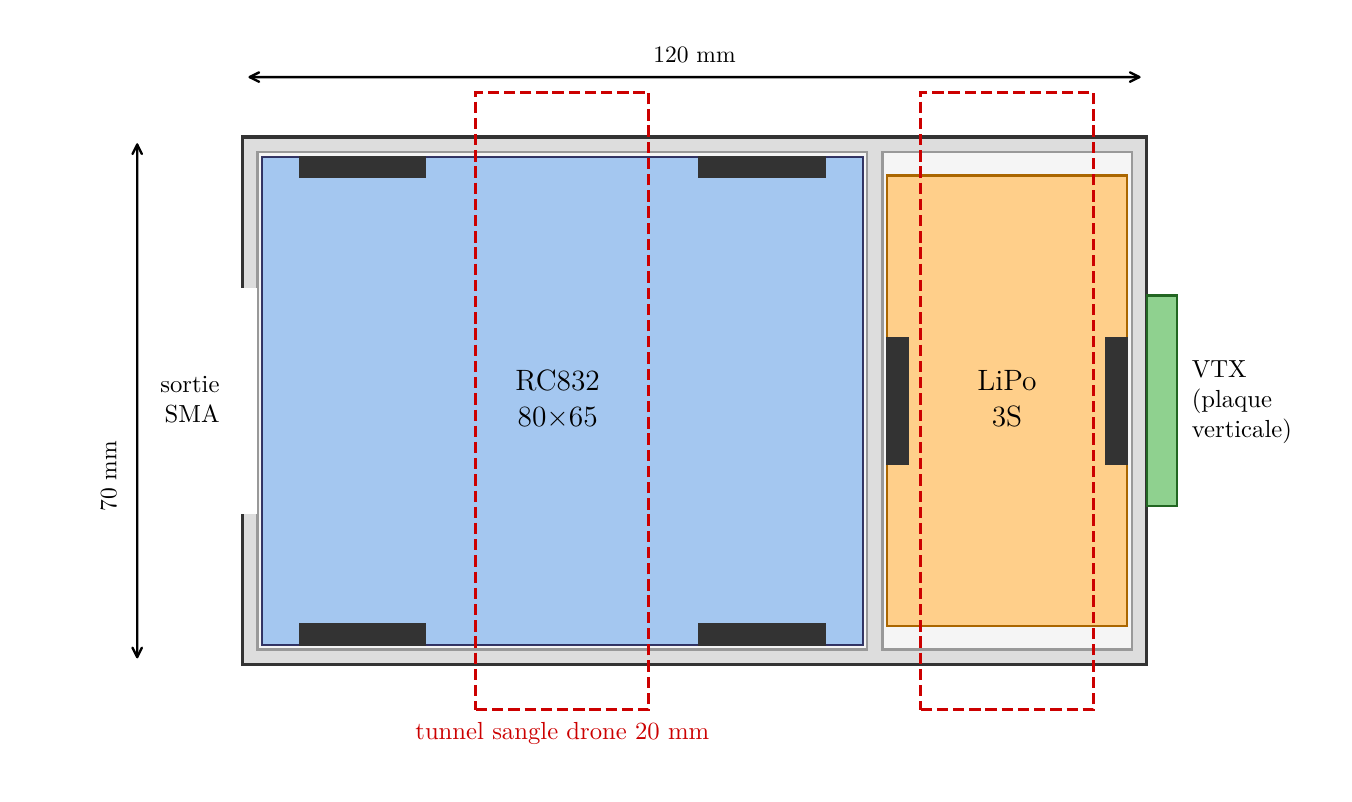 120 mm
70 mm
sortie
SMA
RC832
80×65
LiPo
3S
VTX
(plaque
verticale)
tunnel sangle drone 20 mm